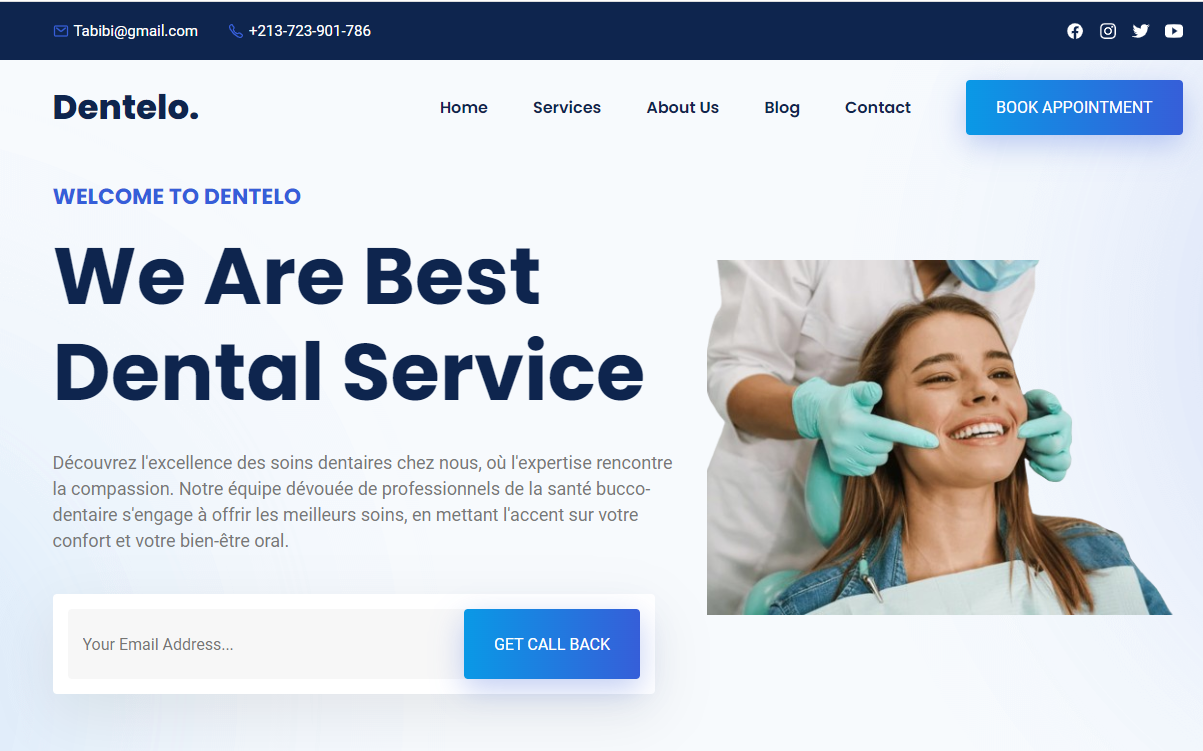 Tabibi@gmail.com +213-723-901-786
Dentelo. Home Services About Us Blog Contact BOOK APPOINTMENT
WELCOME TO DENTELO
We Are Best
Dental Service
Découvrez l'excellence des soins dentaires chez nous, où l'expertise rencontre
la compassion. Notre équipe dévouée de professionnels de la santé bucco-
dentaire s'engage à offrir les meilleurs soins, en mettant l'accent sur votre
confort et votre bien-être oral.
Your Email Address... GET CALL BACK